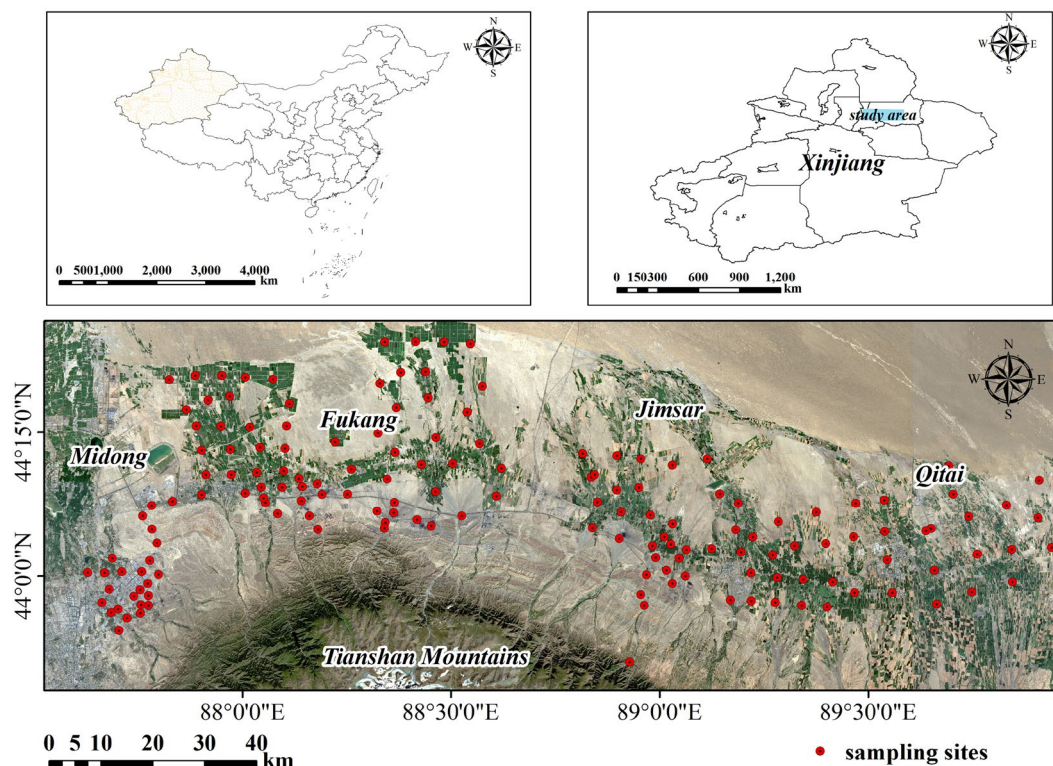 N
W E
S
0 5001,000 2,000 3,000 4,000
km
N
W E
S
study area
Xinjiang
0 150300 600 900 1,200
km
N
W E
S
Midong
Fukang
Jimsar
Qitai
Tianshan Mountains
44°15'0"N
44°0'0"N
88°0'0"E 88°30'0"E 89°0'0"E 89°30'0"E
0 5 10 20 30 40
km
sampling sites